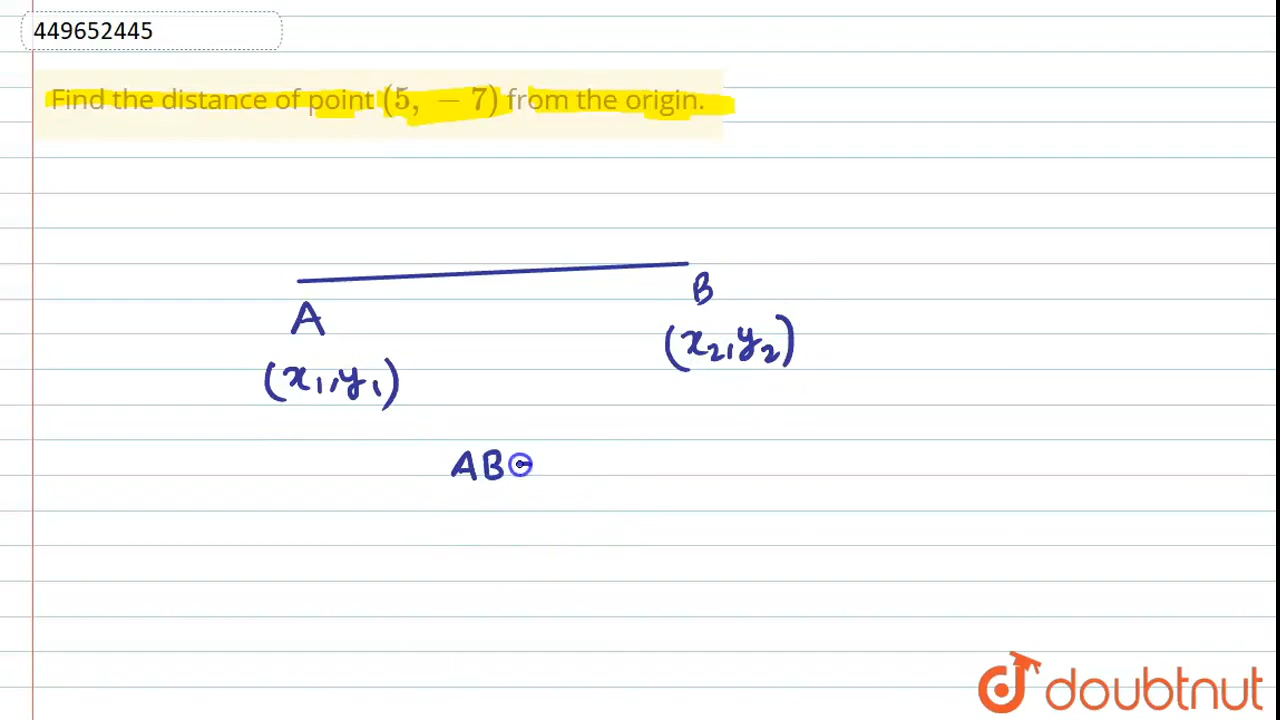 449652445
Find the distance of point (5, −7) from the origin.
A
B
(x₁, y₁)
(x₂, y₂)
AB
doubtnut